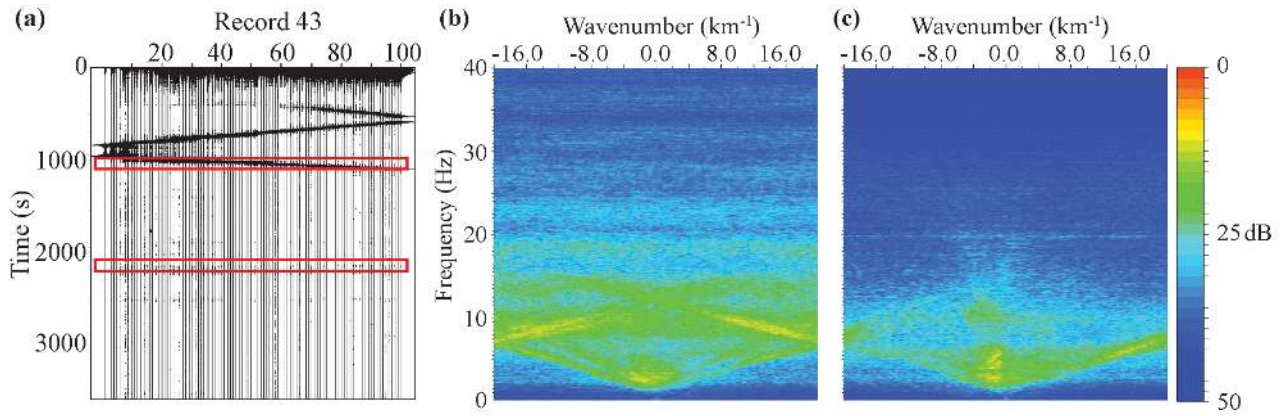 (a)
Record 43
20 40 60 80 100
0
1000
2000
3000
Time (s)
(b)
Wavenumber (km-1)
-16.0 -8.0 0.0 8.0 16.0
40
30
20
10
0
Frequency (Hz)
(c)
Wavenumber (km-1)
-16.0 -8.0 0.0 8.0 16.0
0
25 dB
50